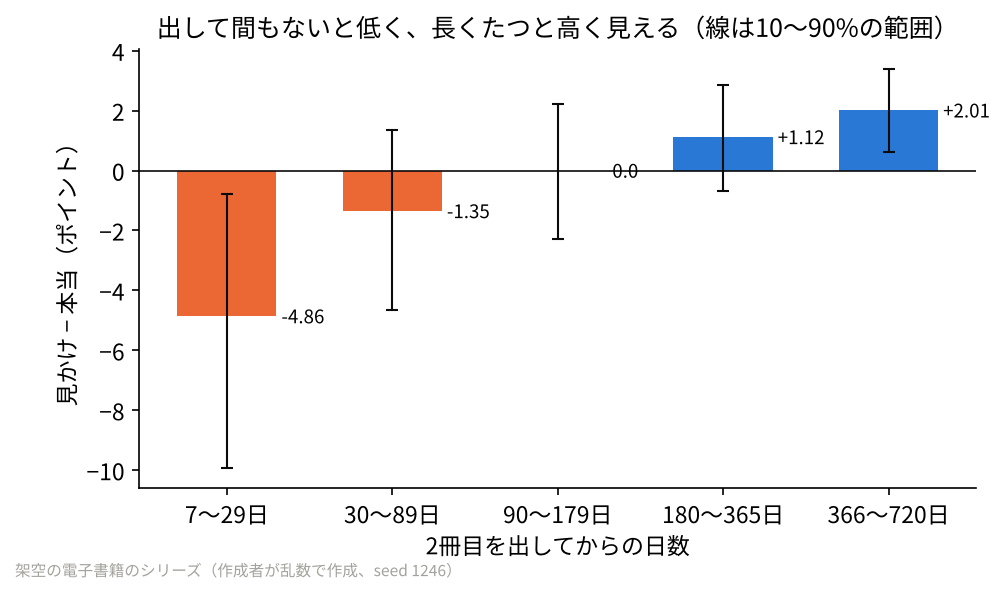 出して間もないと低く、長くたつと高く見える（線は10〜90%の範囲）
見かけ − 本当（ポイント）
4
2
0
−2
−4
−6
−8
−10
-4.86
-1.35
0.0
+1.12
+2.01
7〜29日
30〜89日
90〜179日
180〜365日
366〜720日
2冊目を出してからの日数
架空の電子書籍のシリーズ（作成者が乱数で作成、seed 1246）